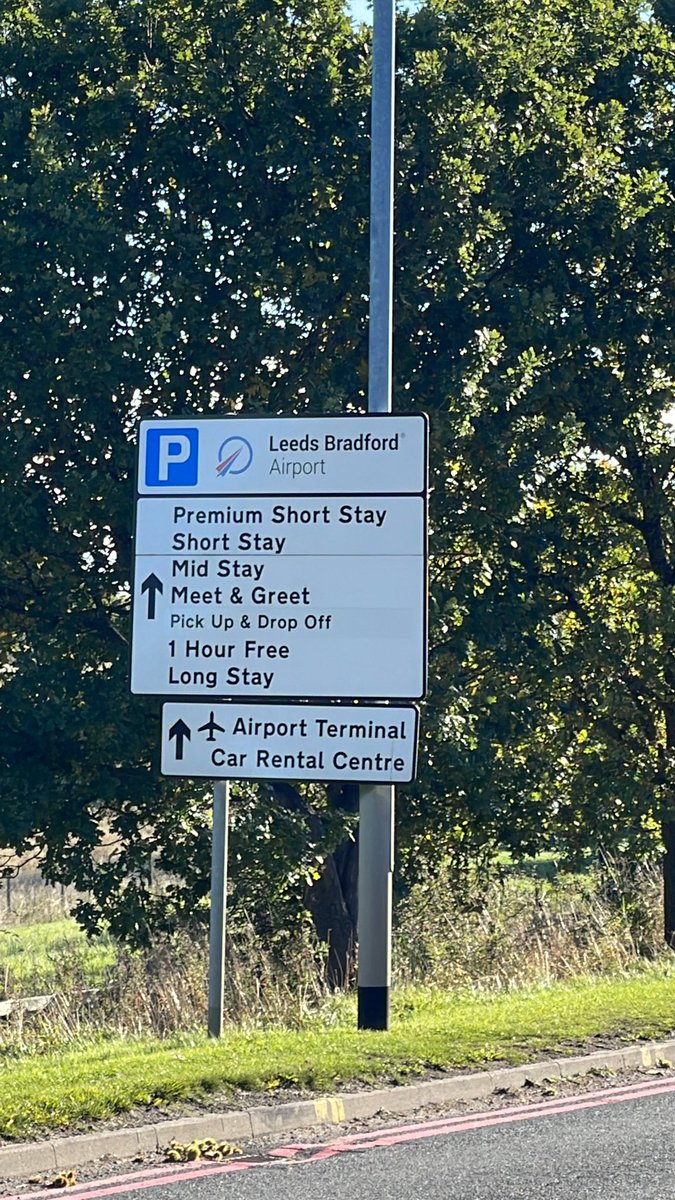 P
Leeds Bradford®
Airport
Premium Short Stay
Short Stay
Mid Stay
Meet & Greet
Pick Up & Drop Off
1 Hour Free
Long Stay
Airport Terminal
Car Rental Centre